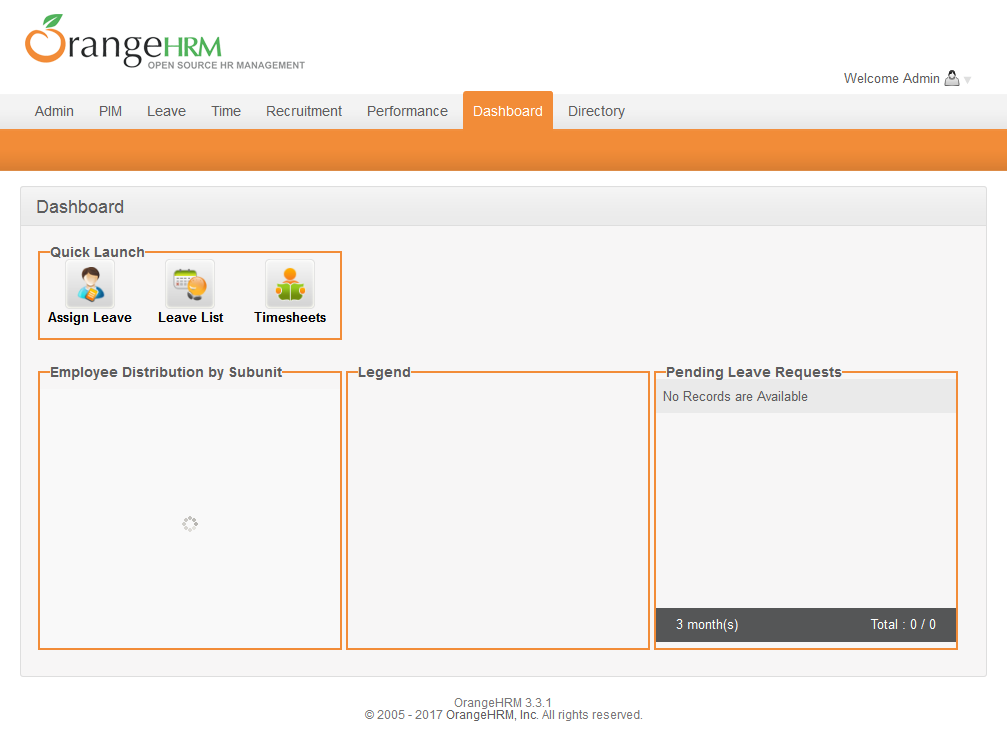 OrangeHRM
OPEN SOURCE HR MANAGEMENT
Welcome Admin
Admin PIM Leave Time Recruitment Performance Dashboard Directory
Dashboard
Quick Launch
Assign Leave Leave List Timesheets
Employee Distribution by Subunit Legend Pending Leave Requests
No Records are Available
3 month(s) Total : 0 / 0
OrangeHRM 3.3.1
© 2005 - 2017 OrangeHRM, Inc. All rights reserved.